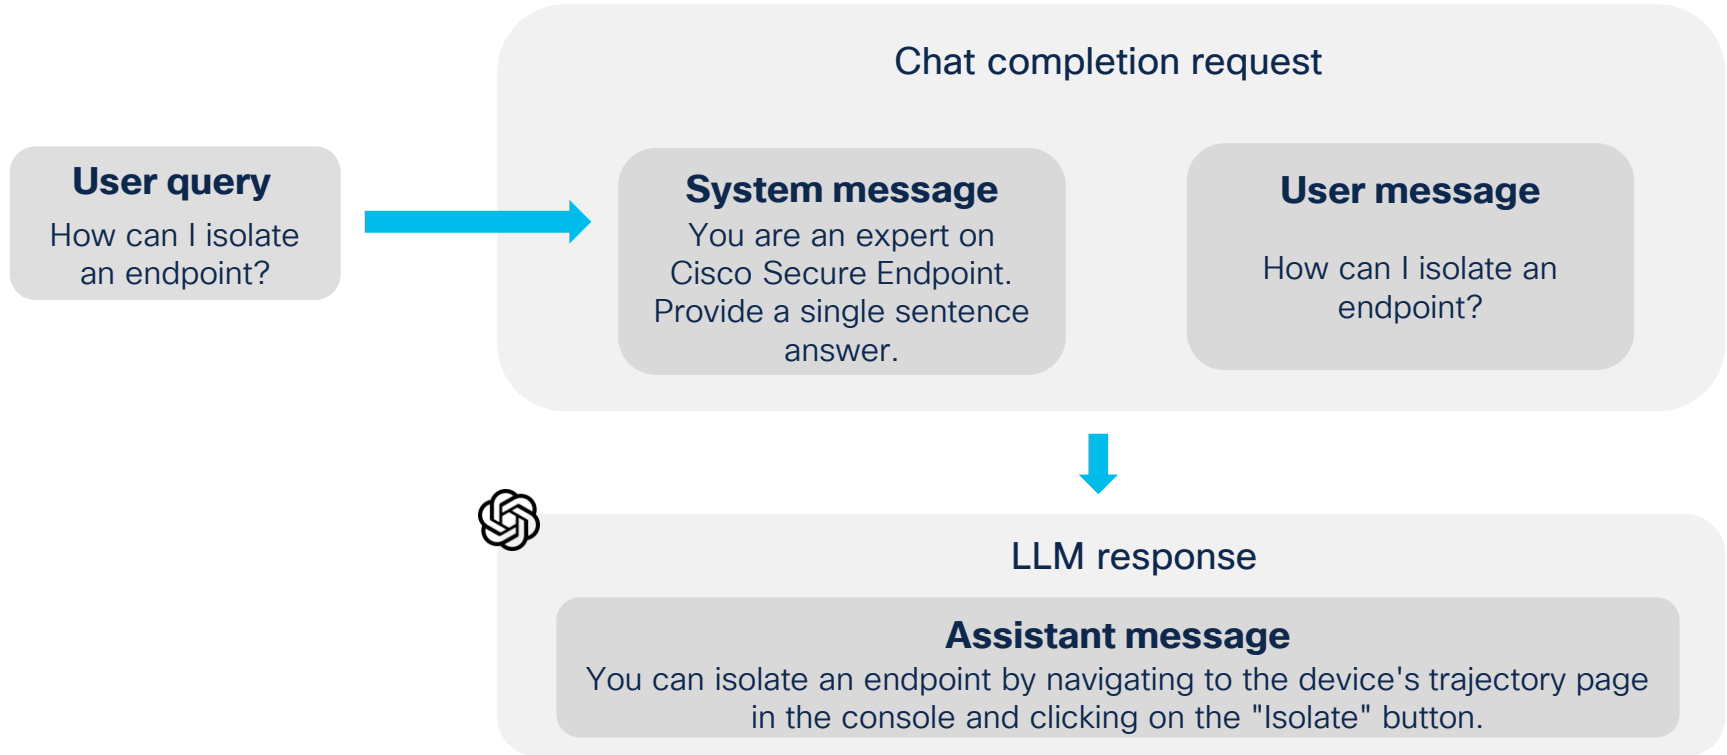 Chat completion request
User query
How can I isolate
an endpoint?
System message
You are an expert on
Cisco Secure Endpoint.
Provide a single sentence
answer.
User message
How can I isolate an
endpoint?
LLM response
Assistant message
You can isolate an endpoint by navigating to the device's trajectory page
in the console and clicking on the "Isolate" button.